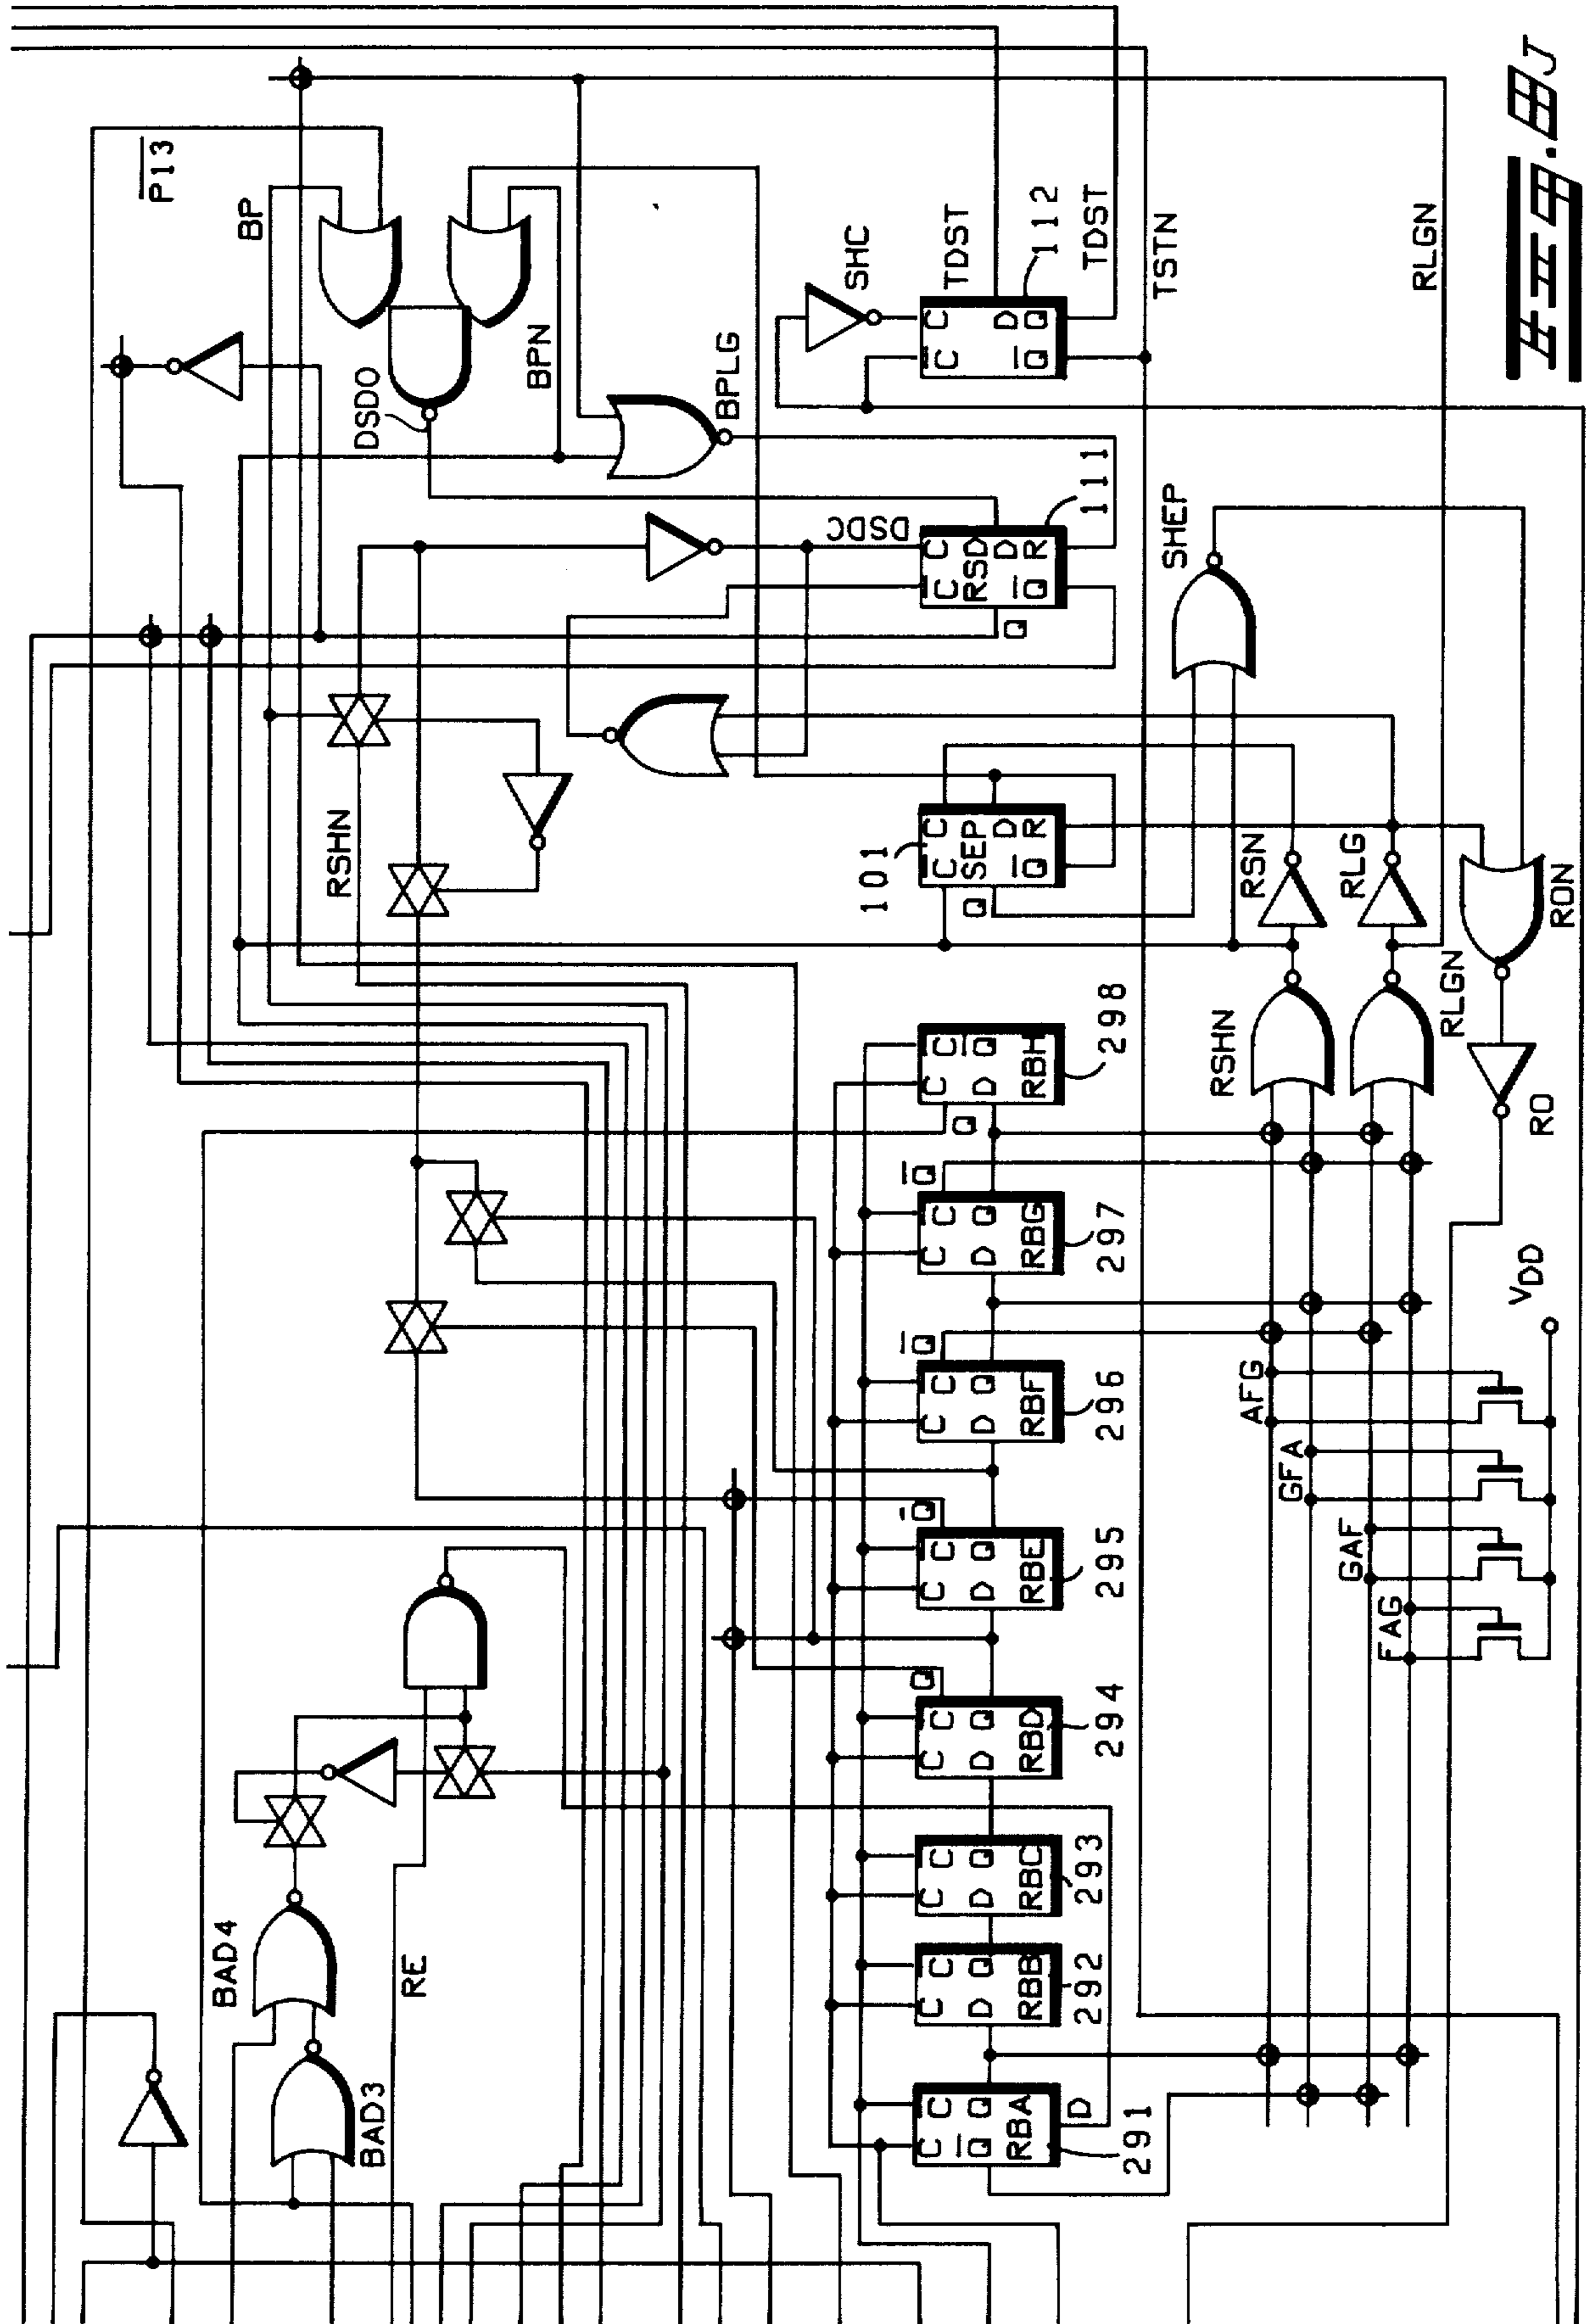 P13
BP
DSDO
BPN
BPLG
SHC
TDST
C D Q
C Q
112
TDST
TSTN
RLGN
FIG. 8J
DSDC
C D R
RSD
C Q
Q
111
SHEP
RSHN
101
C D R
SEP
C Q
Q
RSN
RLG
RON
RLGN
RSHN
RO
C Q
C D
RBH
Q
298
Q
C Q
C D
RBG
297
Q
C Q
C D
RBF
296
Q
C Q
C D
RBE
295
Q
C Q
C D
RBD
294
C Q
C D
RBC
293
C Q
C D
RBB
292
C Q
C Q
RBA
D
291
AFG
GFA
GAF
FAG
VDD
BAD4
RE
BAD3